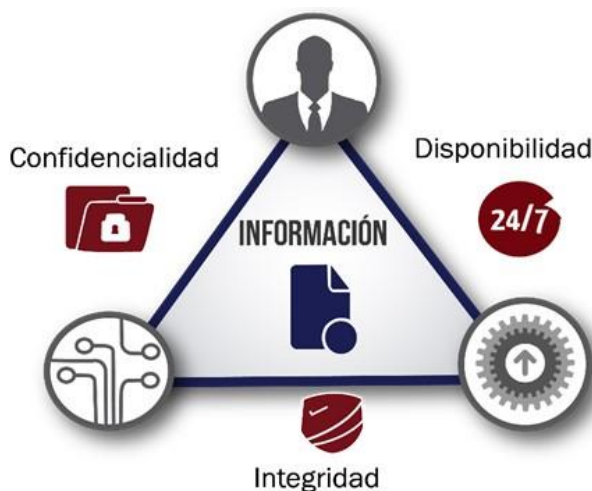 Confidencialidad
Disponibilidad
24/7
INFORMACIÓN
Integridad